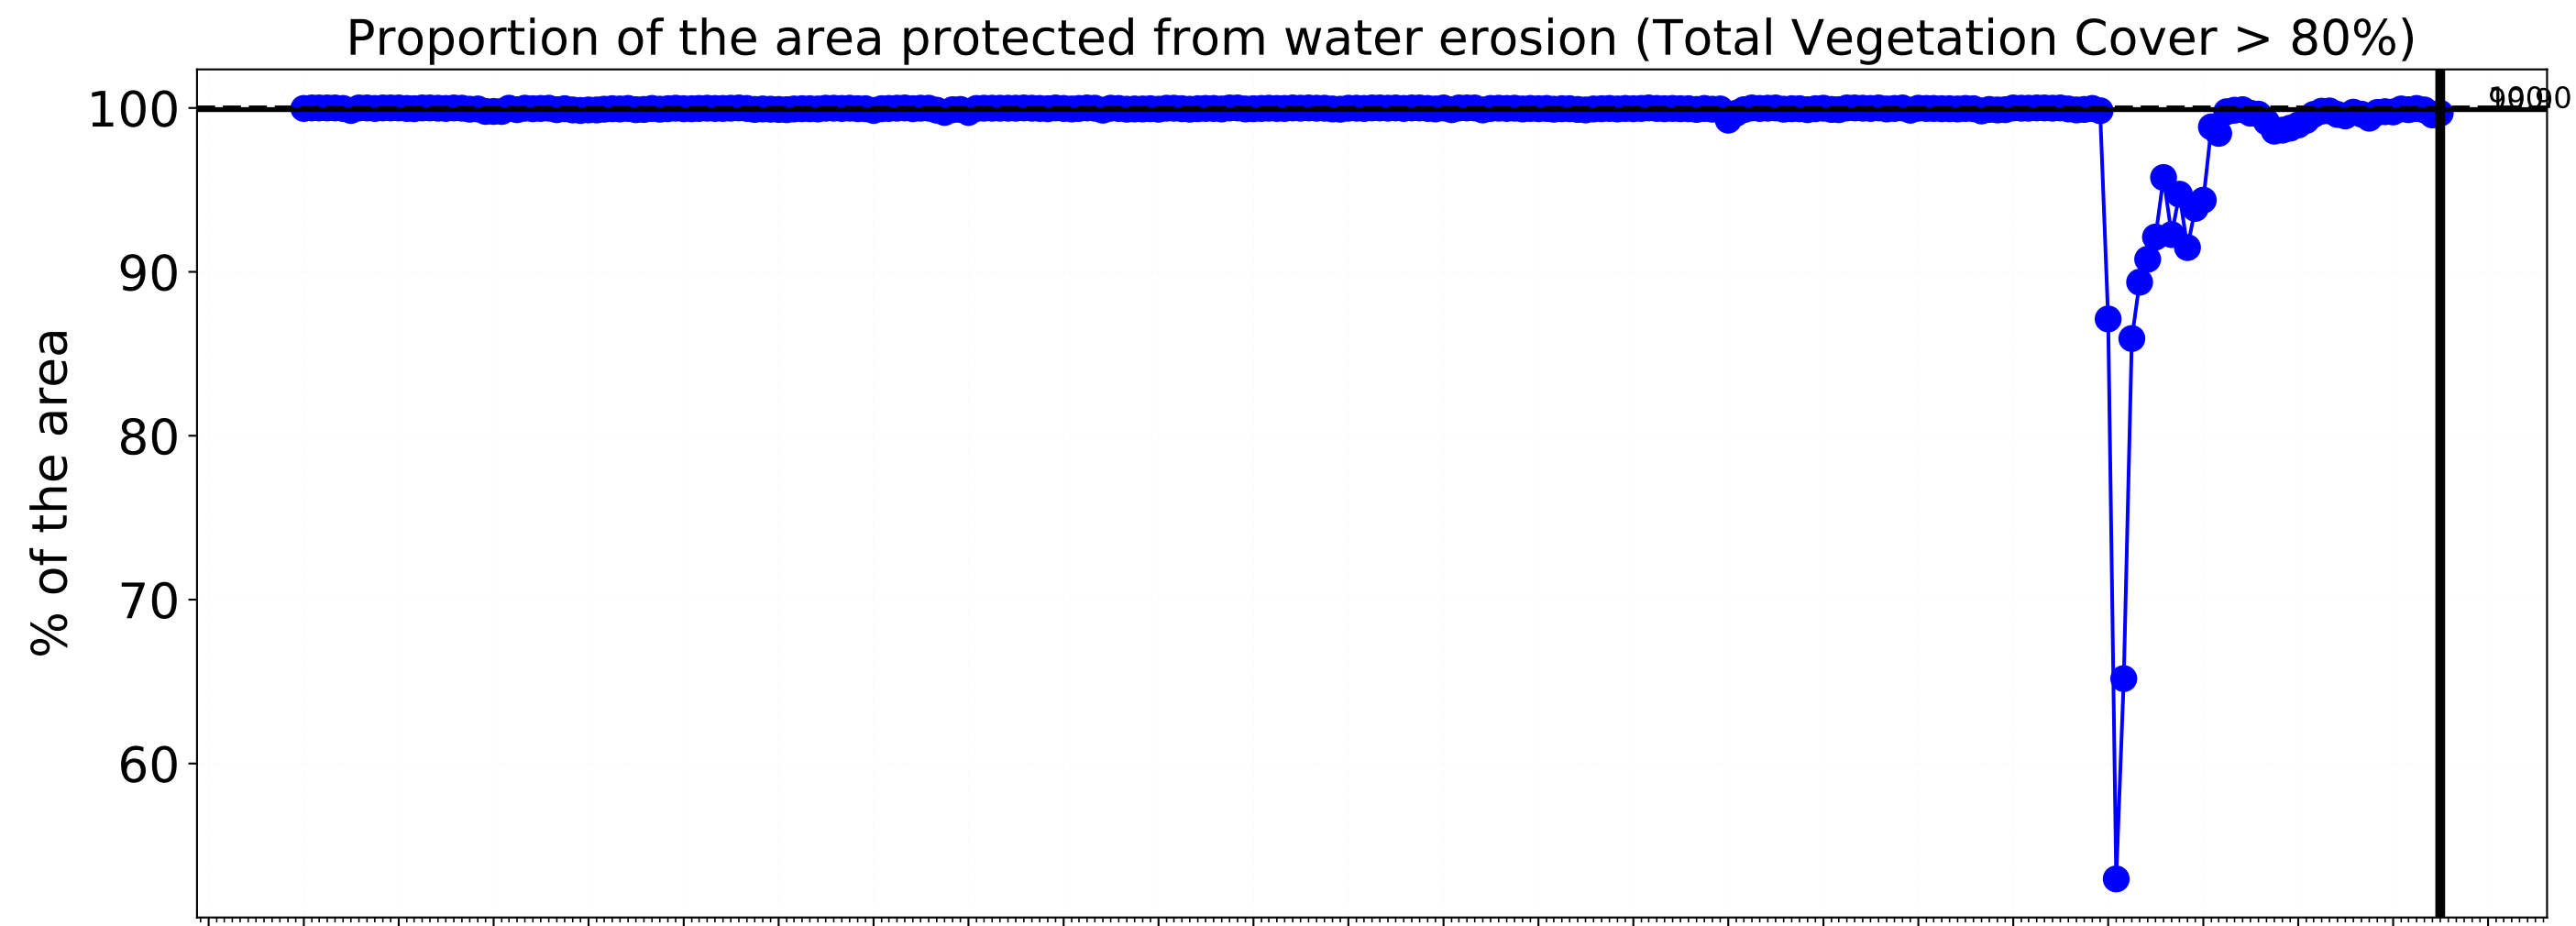 Proportion of the area protected from water erosion (Total Vegetation Cover > 80%)
100
90
80
70
60
% of the area